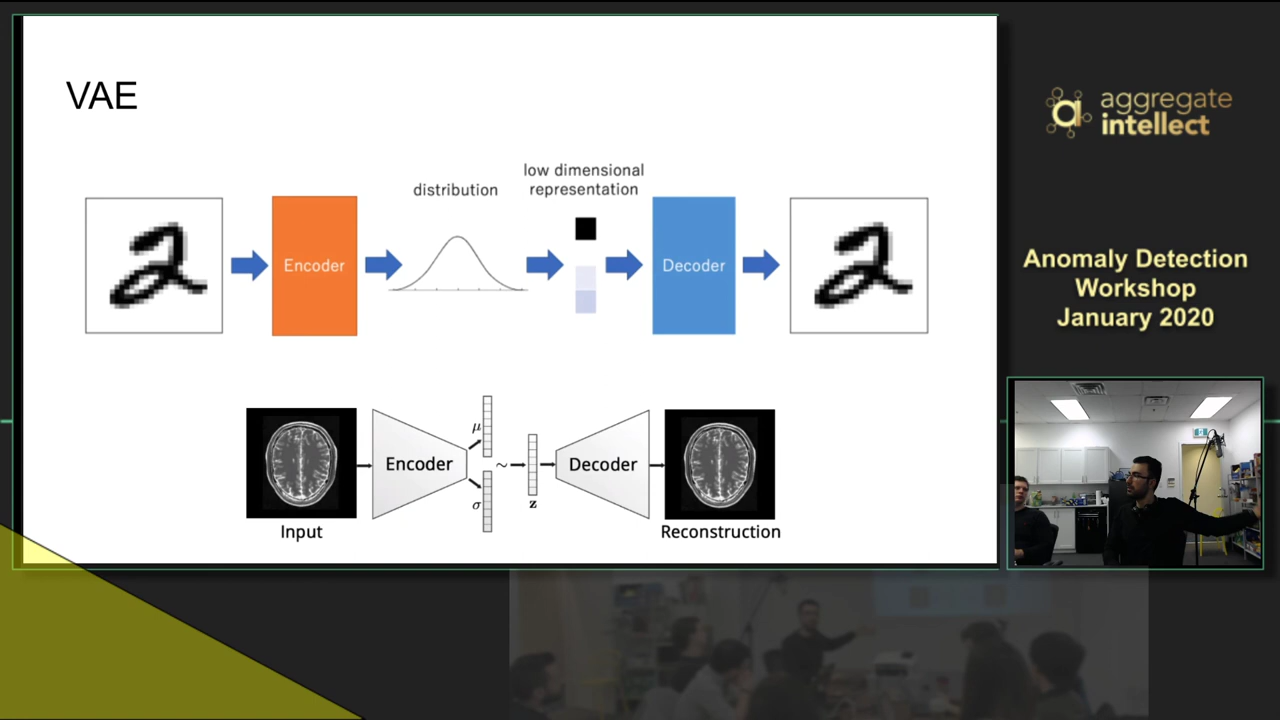 VAE
distribution
low dimensional
representation
Encoder
Decoder
Encoder
μ
σ
~
z
Decoder
Input
Reconstruction
aggregate
intellect
Anomaly Detection
Workshop
January 2020